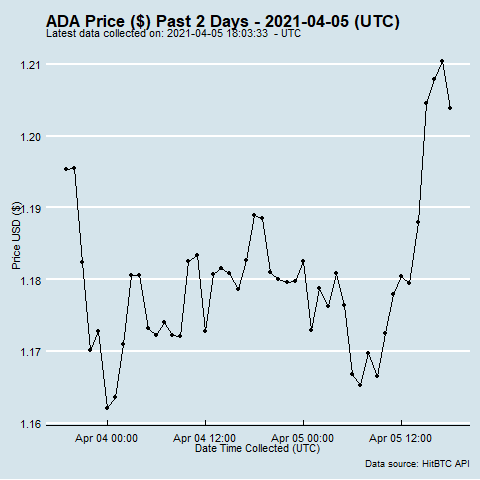 ADA Price ($) Past 2 Days - 2021-04-05 (UTC)
Latest data collected on: 2021-04-05 18:03:33 - UTC
1.21
1.20
1.19
1.18
1.17
1.16
Price USD ($)
Apr 04 00:00 Apr 04 12:00 Apr 05 00:00 Apr 05 12:00
Date Time Collected (UTC)
Data source: HitBTC API